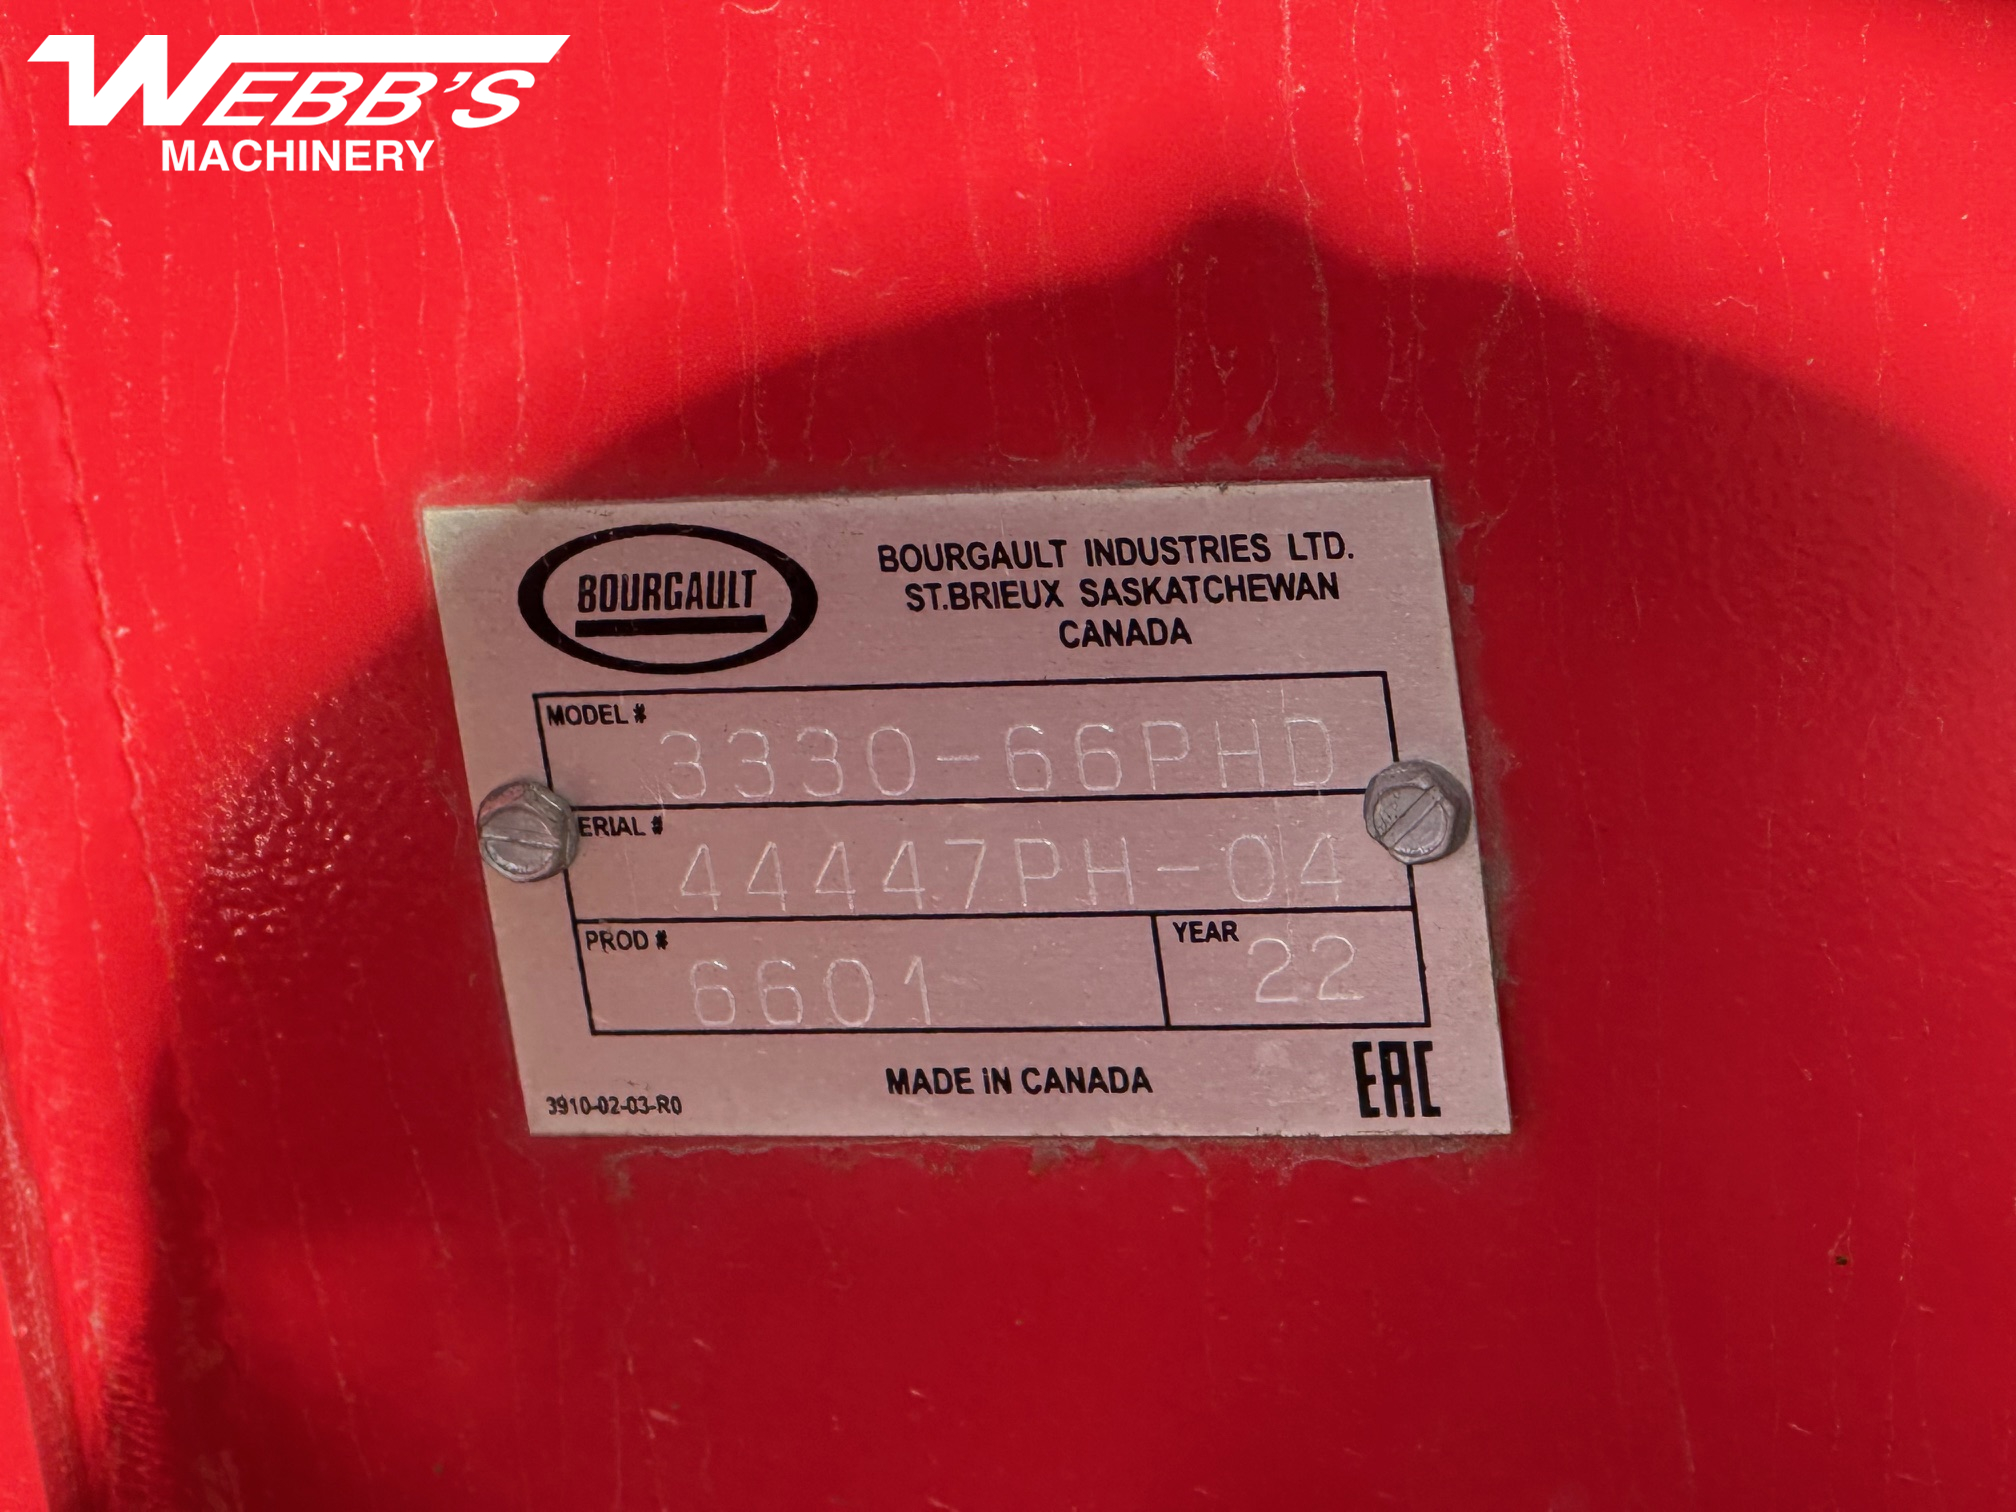 WEBB'S
MACHINERY
BOURGAULT
BOURGAULT INDUSTRIES LTD.
ST.BRIEUX SASKATCHEWAN
CANADA
MODEL # 3330-66PHD
ERIAL # 44447PH-04
PROD # 6601
YEAR 22
MADE IN CANADA
3910-02-03-R0
EAC